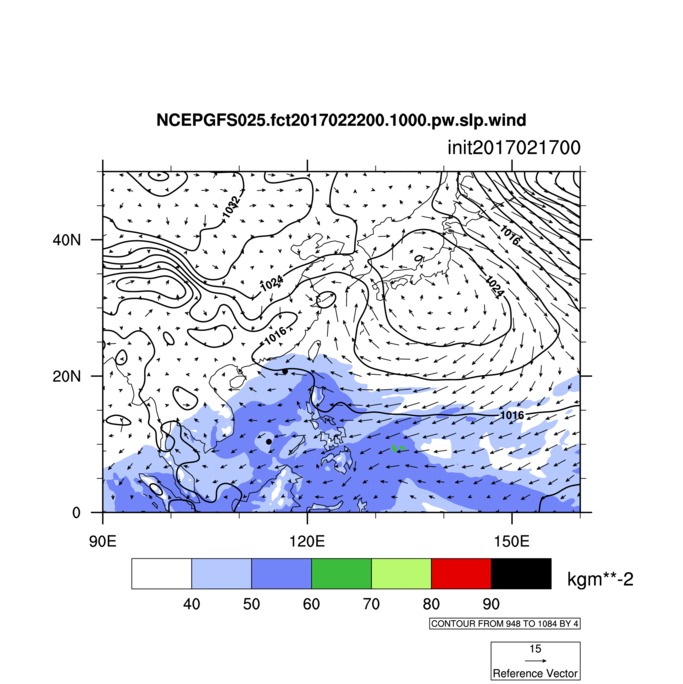 NCEPGFS025.fct2017022200.1000.pw.slp.wind
init2017021700
1032
1016
40N
1024
1024
1016
20N
1016
0
90E 120E 150E
kgm**-2
40 50 60 70 80 90
CONTOUR FROM 948 TO 1084 BY 4
15
Reference Vector